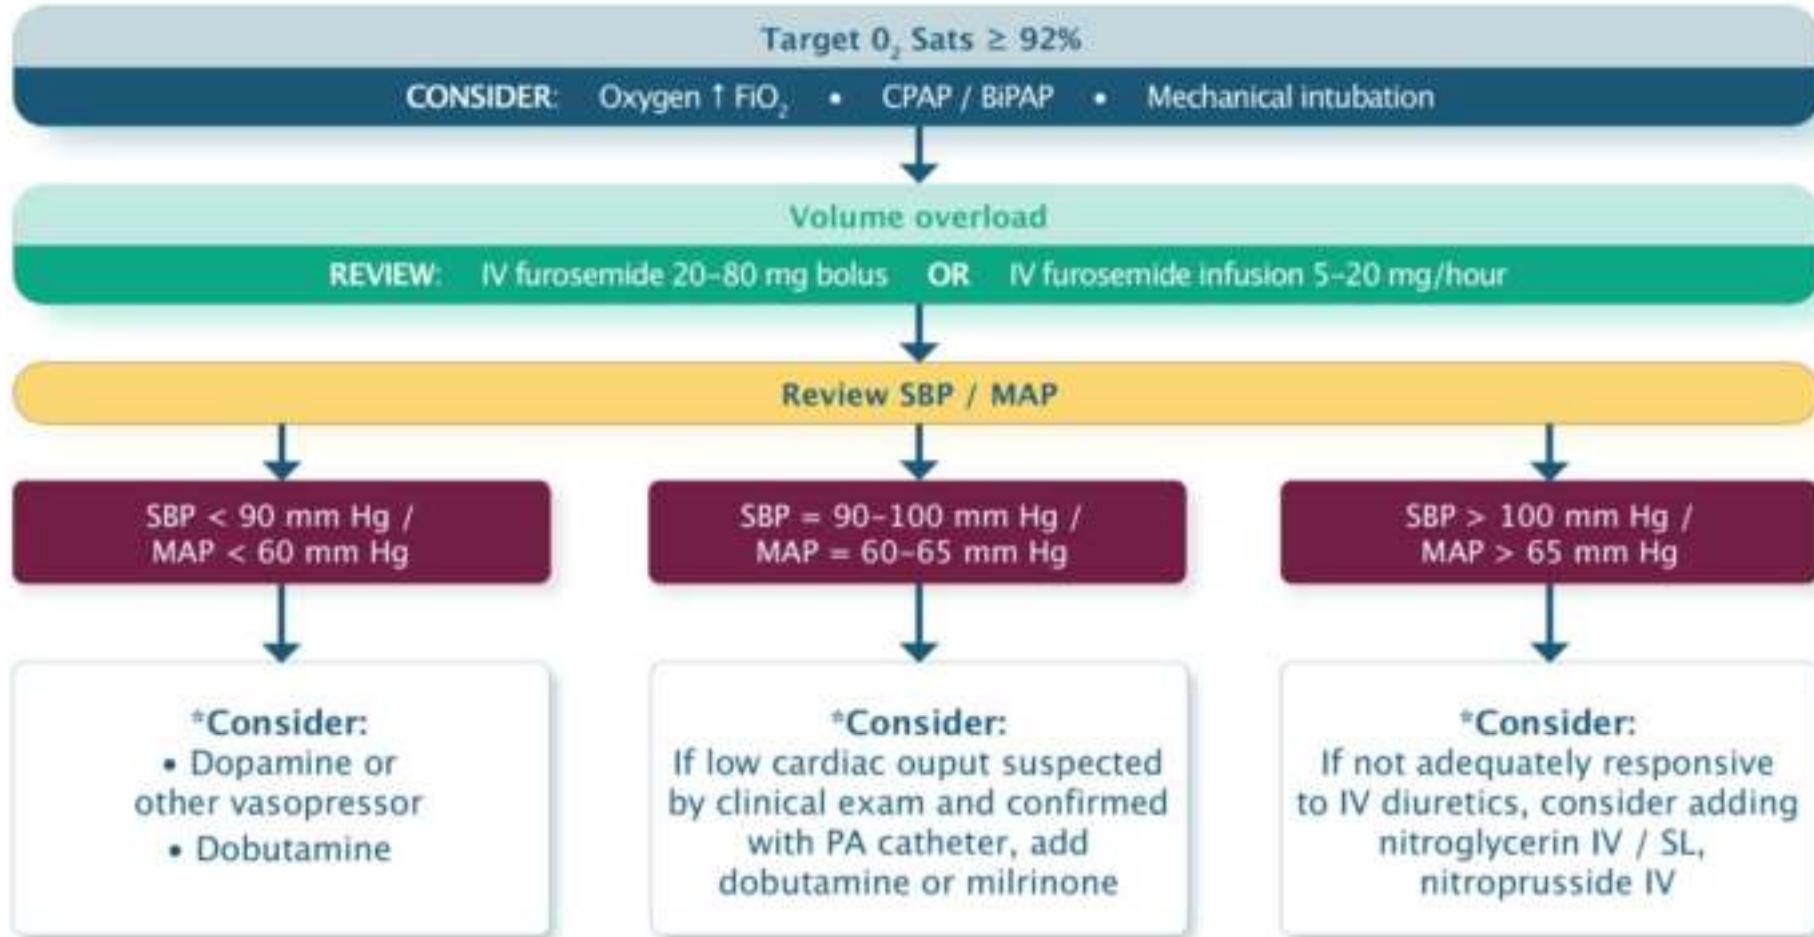 Target 0₂ Sats ≥ 92%
CONSIDER: Oxygen ↑ FiO₂ • CPAP / BiPAP • Mechanical intubation
Volume overload
REVIEW: IV furosemide 20–80 mg bolus OR IV furosemide infusion 5–20 mg/hour
Review SBP / MAP
SBP < 90 mm Hg /
MAP < 60 mm Hg
SBP = 90–100 mm Hg /
MAP = 60–65 mm Hg
SBP > 100 mm Hg /
MAP > 65 mm Hg
*Consider:
• Dopamine or
other vasopressor
• Dobutamine
*Consider:
If low cardiac ouput suspected
by clinical exam and confirmed
with PA catheter, add
dobutamine or milrinone
*Consider:
If not adequately responsive
to IV diuretics, consider adding
nitroglycerin IV / SL,
nitroprusside IV